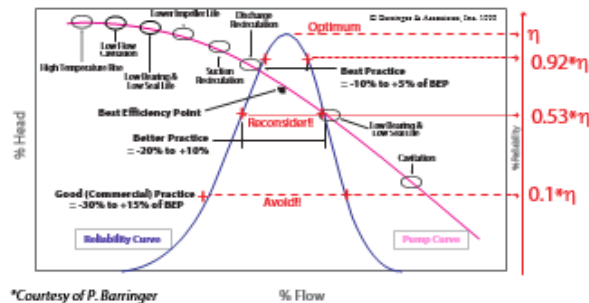 Lower Impeller Life
Discharge
Recirculation
© Barringer & Associates, Inc.
Optimum
η
Low Flow
Cavitation
High Temperature Rise
Low Bearing &
Low Seal Life
Suction
Recirculation
0.92*η
Best Practice
= -10% to +5% of BEP
Best Efficiency Point
Reconsider!!
0.53*η
Better Practice
= -20% to +10%
Low Bearing &
Low Seal Life
Cavitation
% Head
% Reliability
Good (Commercial) Practice
= -30% to +15% of BEP
Avoid!!
0.1*η
Reliability Curve
Pump Curve
*Courtesy of P. Barringer
% Flow